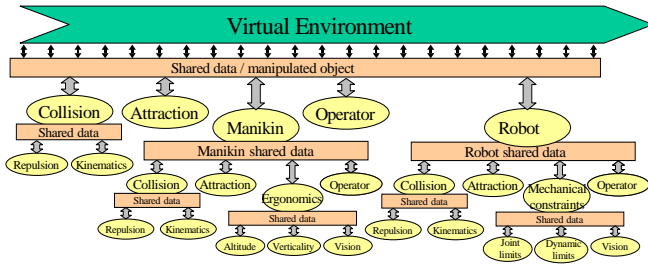 Virtual Environment
Shared data / manipulated object
Collision
Attraction
Manikin
Operator
Robot
Shared data
Repulsion
Kinematics
Manikin shared data
Robot shared data
Collision
Attraction
Ergonomics
Operator
Collision
Attraction
Mechanical
constraints
Operator
Shared data
Repulsion
Kinematics
Shared data
Altitude
Verticality
Vision
Shared data
Repulsion
Kinematics
Shared data
Joint
limits
Dynamic
limits
Vision